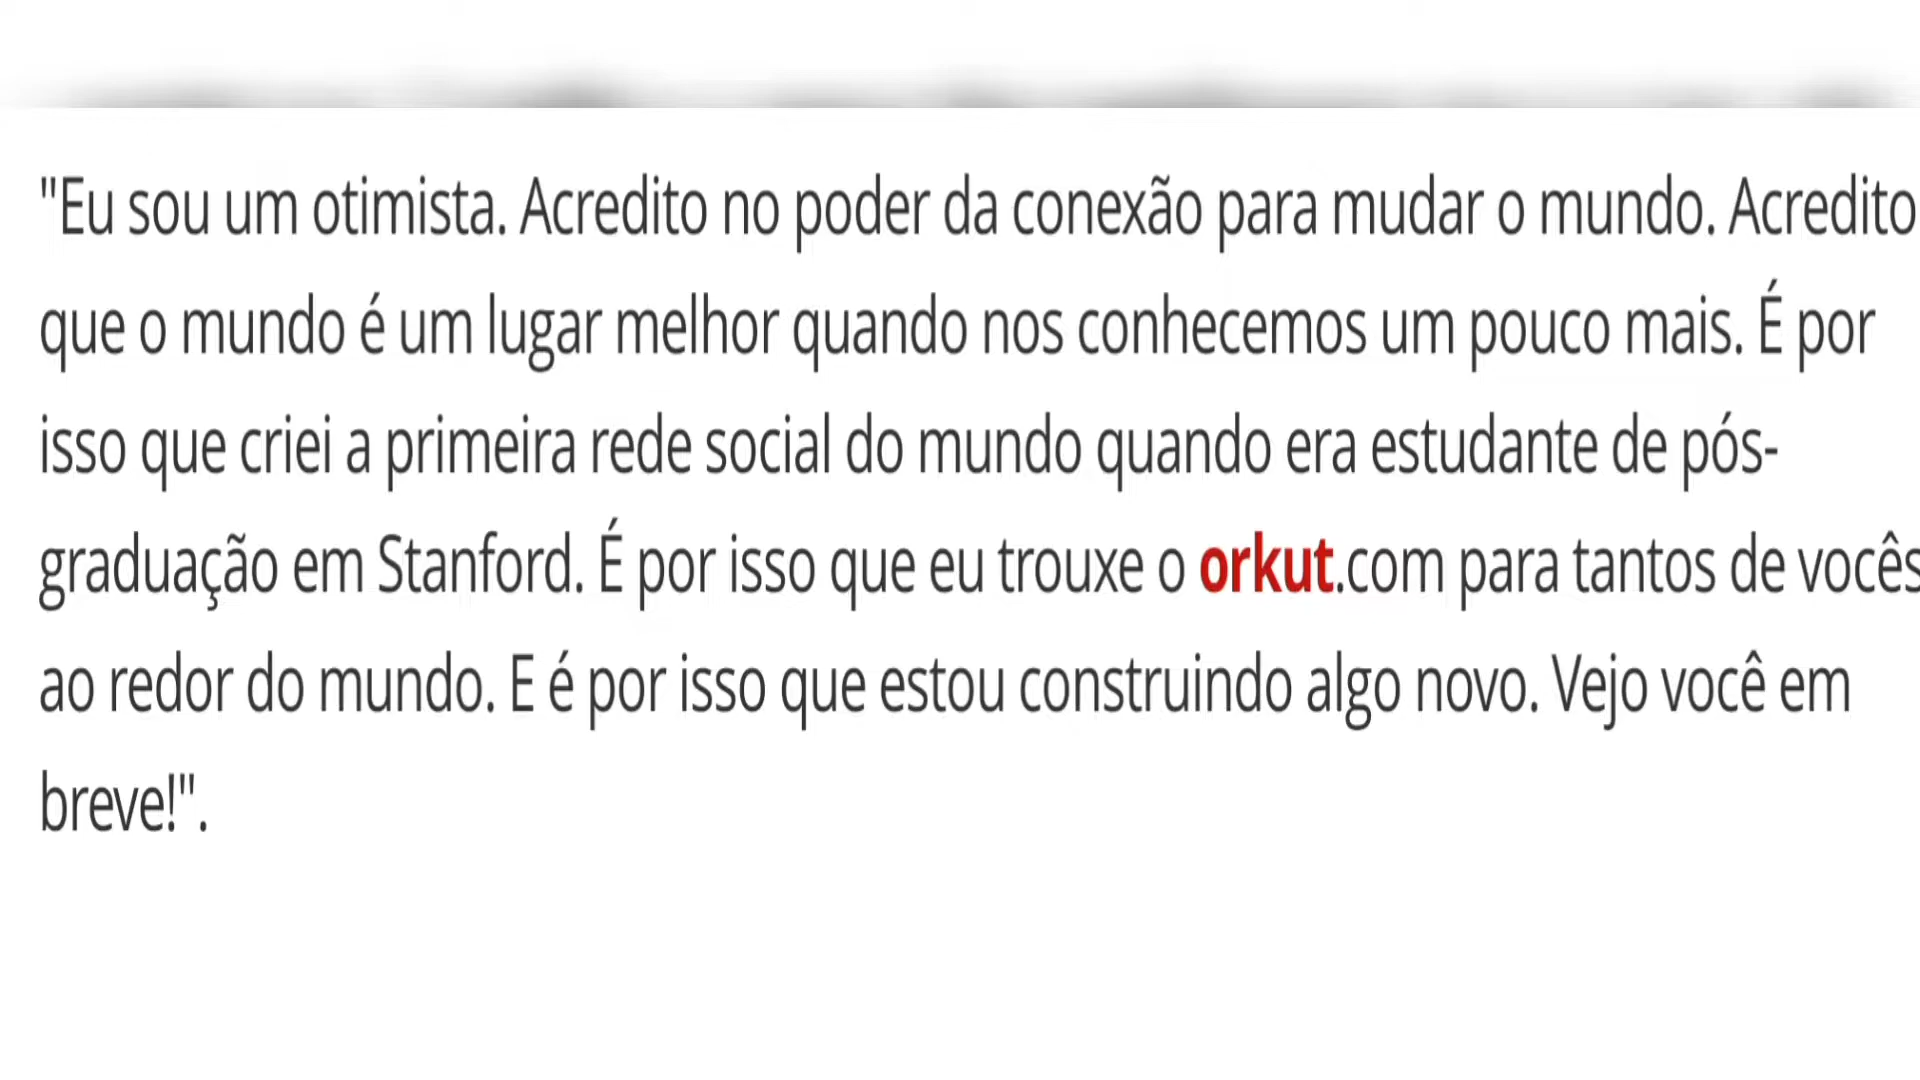 "Eu sou um otimista. Acredito no poder da conexão para mudar o mundo. Acredito
que o mundo é um lugar melhor quando nos conhecemos um pouco mais. É por
isso que criei a primeira rede social do mundo quando era estudante de pós-
graduação em Stanford. É por isso que eu trouxe o orkut.com para tantos de vocês
ao redor do mundo. E é por isso que estou construindo algo novo. Vejo você em
breve!".